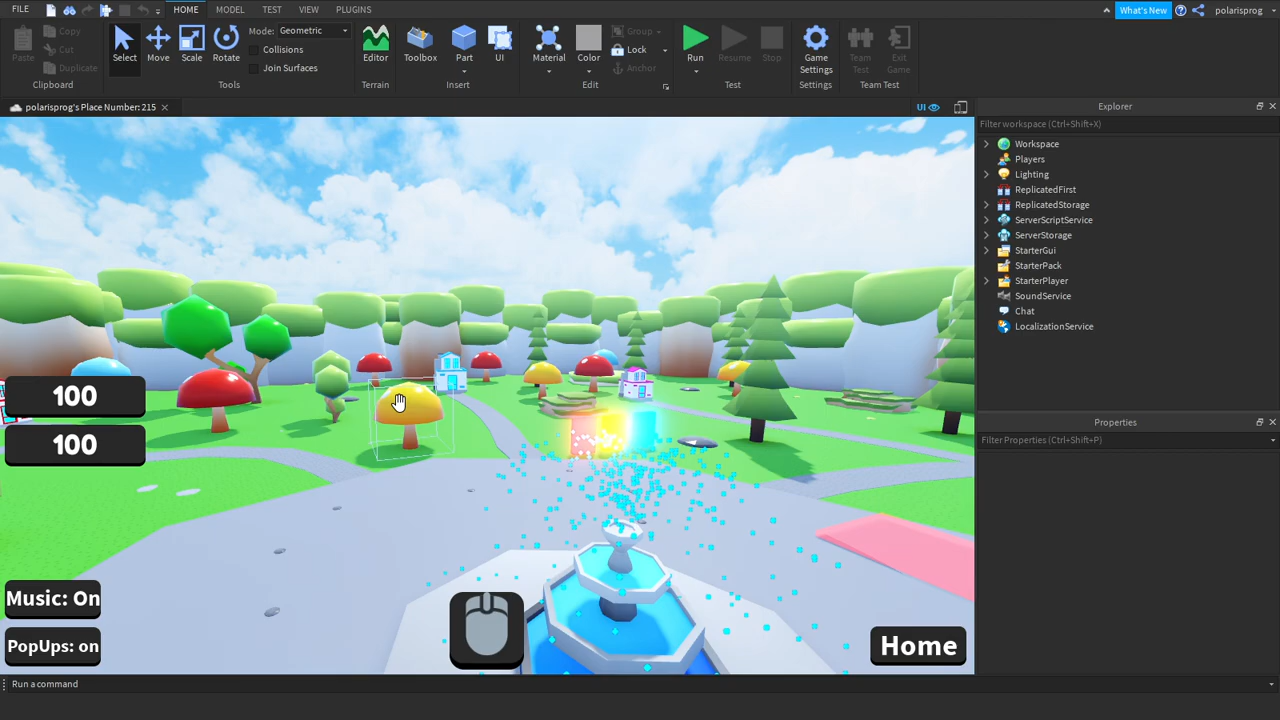 FILE
HOME
MODEL
TEST
VIEW
PLUGINS
What's New
polarisprog
Paste
Copy
Cut
Duplicate
Clipboard
Select
Move
Scale
Rotate
Mode: Geometric
Collisions
Join Surfaces
Tools
Editor
Terrain
Toolbox
Part
UI
Insert
Material
Color
Group
Lock
Anchor
Edit
Run
Resume
Stop
Test
Game
Settings
Settings
Team
Test
Exit
Game
Team Test
polarisprog's Place Number: 215
UI
Explorer
Filter workspace (Ctrl+Shift+X)
Workspace
Players
Lighting
ReplicatedFirst
ReplicatedStorage
ServerScriptService
ServerStorage
StarterGui
StarterPack
StarterPlayer
SoundService
Chat
LocalizationService
Properties
Filter Properties (Ctrl+Shift+P)
100
100
Music: On
PopUps: on
Home
Run a command